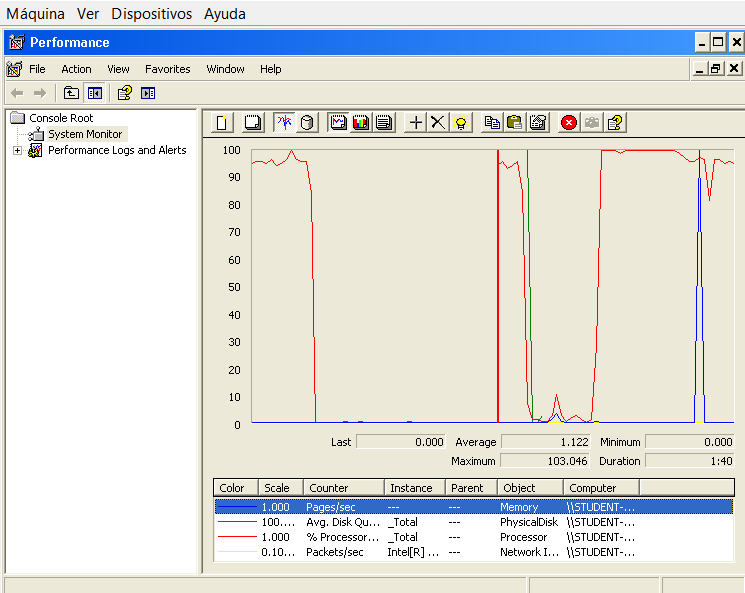 Máquina Ver Dispositivos Ayuda
Performance
File Action View Favorites Window Help
Console Root
System Monitor
Performance Logs and Alerts
100
90
80
70
60
50
40
30
20
10
0
Last 0.000 Average 1.122 Minimum 0.000
Maximum 103.046 Duration 1:40
Color Scale Counter Instance Parent Object Computer
1.000 Pages/sec --- --- Memory \\STUDENT-...
100.... Avg. Disk Qu... _Total --- PhysicalDisk \\STUDENT-...
1.000 % Processor... _Total --- Processor \\STUDENT-...
0.10... Packets/sec Intel[R] ... --- Network I... \\STUDENT-...